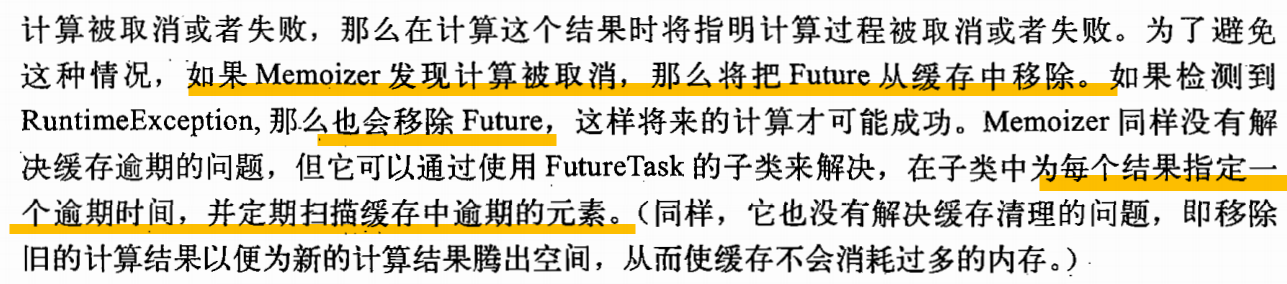 计算被取消或者失败，那么在计算这个结果时将指明计算过程被取消或者失败。为了避免
这种情况，如果 Memoizer 发现计算被取消，那么将把 Future 从缓存中移除。如果检测到
RuntimeException, 那么也会移除 Future，这样将来的计算才可能成功。Memoizer 同样没有解
决缓存逾期的问题，但它可以通过使用 FutureTask 的子类来解决，在子类中为每个结果指定一
个逾期时间，并定期扫描缓存中逾期的元素。（同样，它也没有解决缓存清理的问题，即移除
旧的计算结果以便为新的计算结果腾出空间，从而使缓存不会消耗过多的内存。）